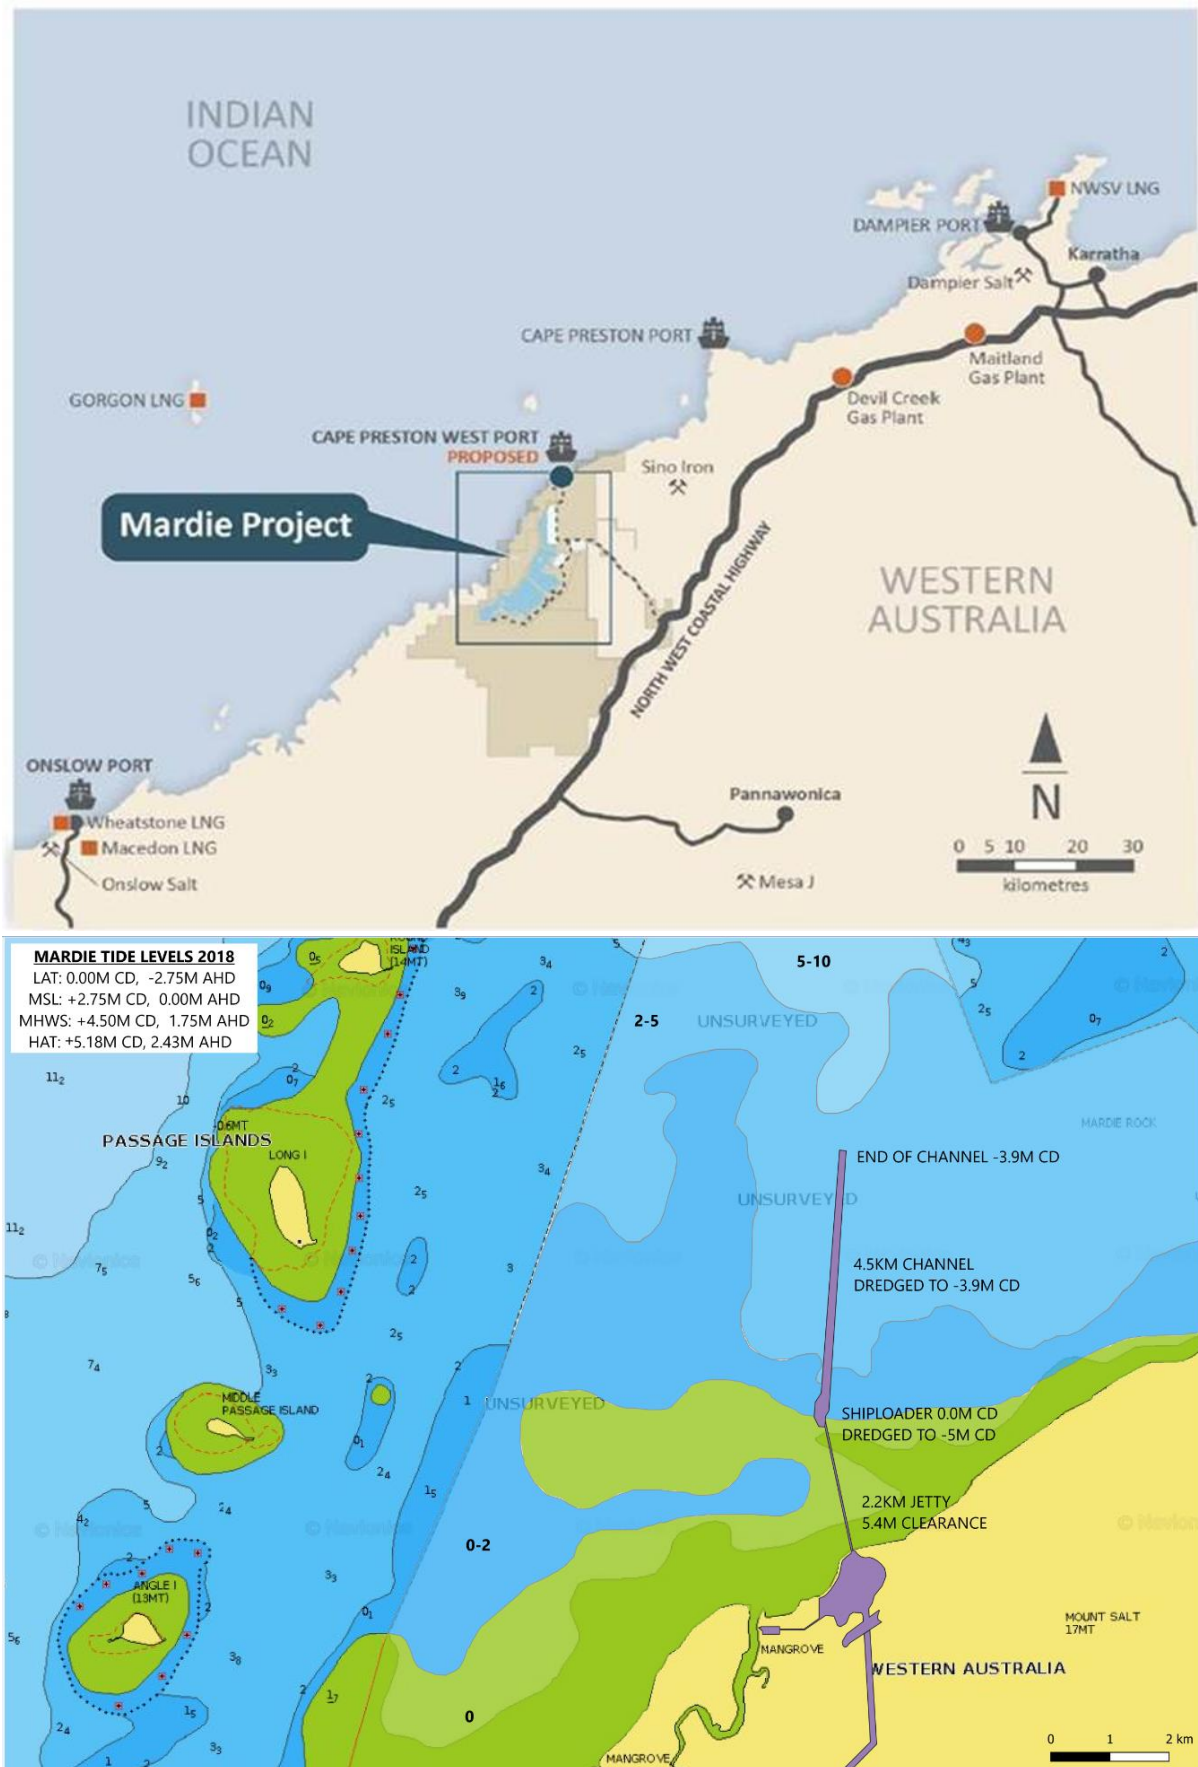 INDIAN
OCEAN
NWSV LNG
DAMPIER PORT
Karratha
Dampier Salt
CAPE PRESTON PORT
Maitland
Gas Plant
Devil Creek
Gas Plant
GORGON LNG
CAPE PRESTON WEST PORT
PROPOSED
Sino Iron
Mardie Project
WESTERN
AUSTRALIA
NORTH WEST COASTAL HIGHWAY
ONSLOW PORT
Wheatstone LNG
Macedon LNG
Onslow Salt
Pannawonica
Mesa J
N
0 5 10 20 30
kilometres
MARDIE TIDE LEVELS 2018
LAT: 0.00M CD, -2.75M AHD
MSL: +2.75M CD, 0.00M AHD
MHWS: +4.50M CD, 1.75M AHD
HAT: +5.18M CD, 2.43M AHD
ISLAND
(14MT)
5-10
2-5
UNSURVEYED
© Navionics
PASSAGE ISLANDS
LONG I
MARDIE ROCK
END OF CHANNEL -3.9M CD
UNSURVEYED
4.5KM CHANNEL
DREDGED TO -3.9M CD
MIDDLE
PASSAGE ISLAND
UNSURVEYED
SHIPLOADER 0.0M CD
DREDGED TO -5M CD
2.2KM JETTY
5.4M CLEARANCE
0-2
ANGLE I
(13MT)
MOUNT SALT
17MT
MANGROVE
WESTERN AUSTRALIA
0
MANGROVE
0 1 2 km